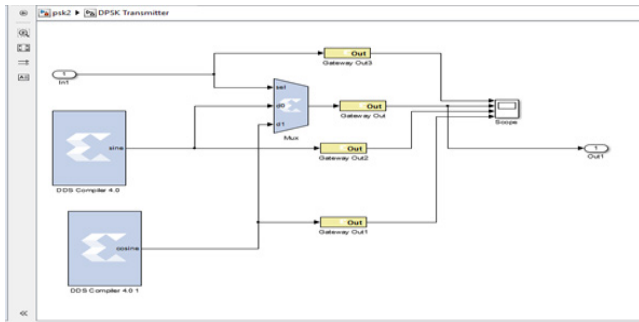 psk2 ▶ DPSK Transmitter
Out
Gateway Out3
1
In1
sel
d0
d1
Mux
Out
Gateway Out
Scope
sine
DDS Compiler 4.0
Out
Gateway Out2
1
Out1
cosine
DDS Compiler 4.0 1
Out
Gateway Out1